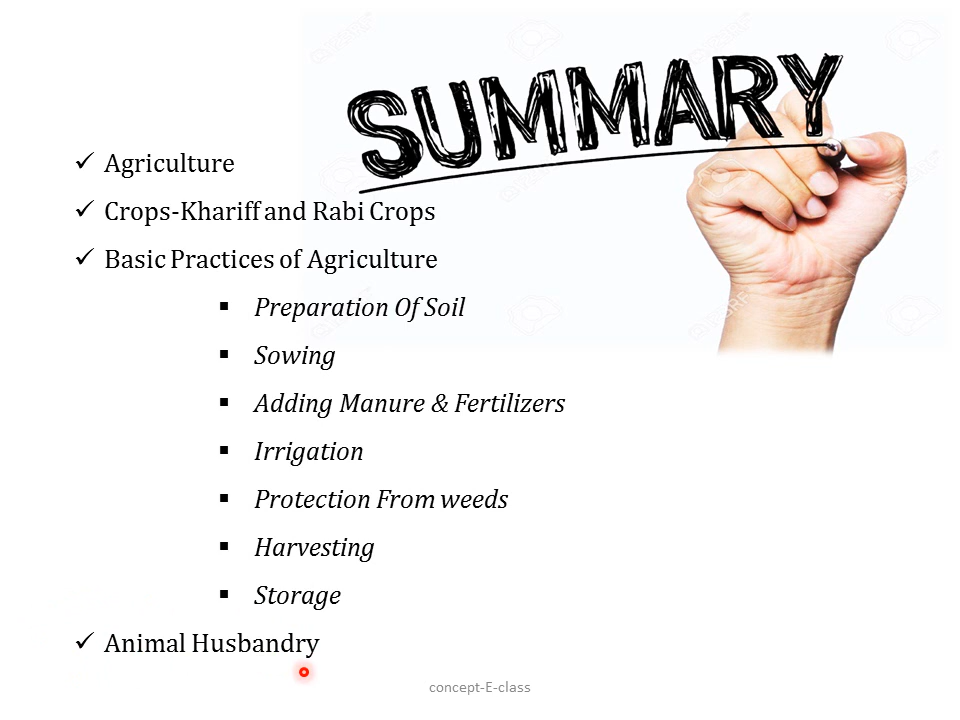 SUMMARY
✓ Agriculture
✓ Crops-Khariff and Rabi Crops
✓ Basic Practices of Agriculture
▪ Preparation Of Soil
▪ Sowing
▪ Adding Manure & Fertilizers
▪ Irrigation
▪ Protection From weeds
▪ Harvesting
▪ Storage
✓ Animal Husbandry
concept-E-class